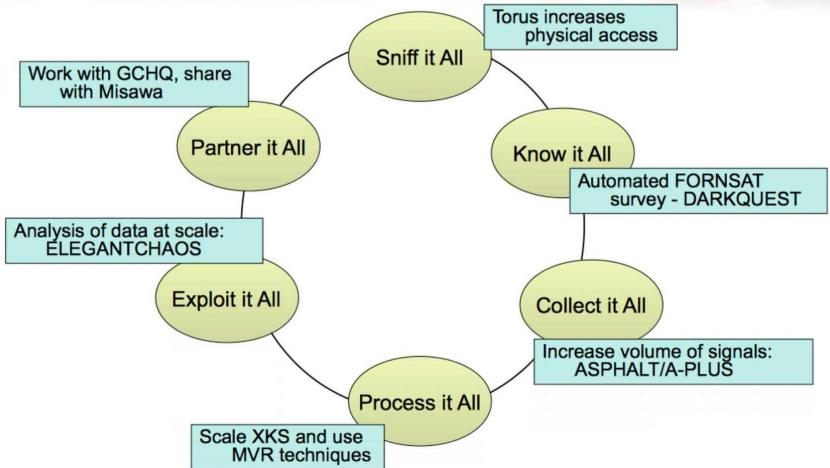 Torus increases
physical access
Sniff it All
Work with GCHQ, share
with Misawa
Partner it All
Know it All
Automated FORNSAT
survey - DARKQUEST
Analysis of data at scale:
ELEGANTCHAOS
Exploit it All
Collect it All
Increase volume of signals:
ASPHALT/A-PLUS
Process it All
Scale XKS and use
MVR techniques